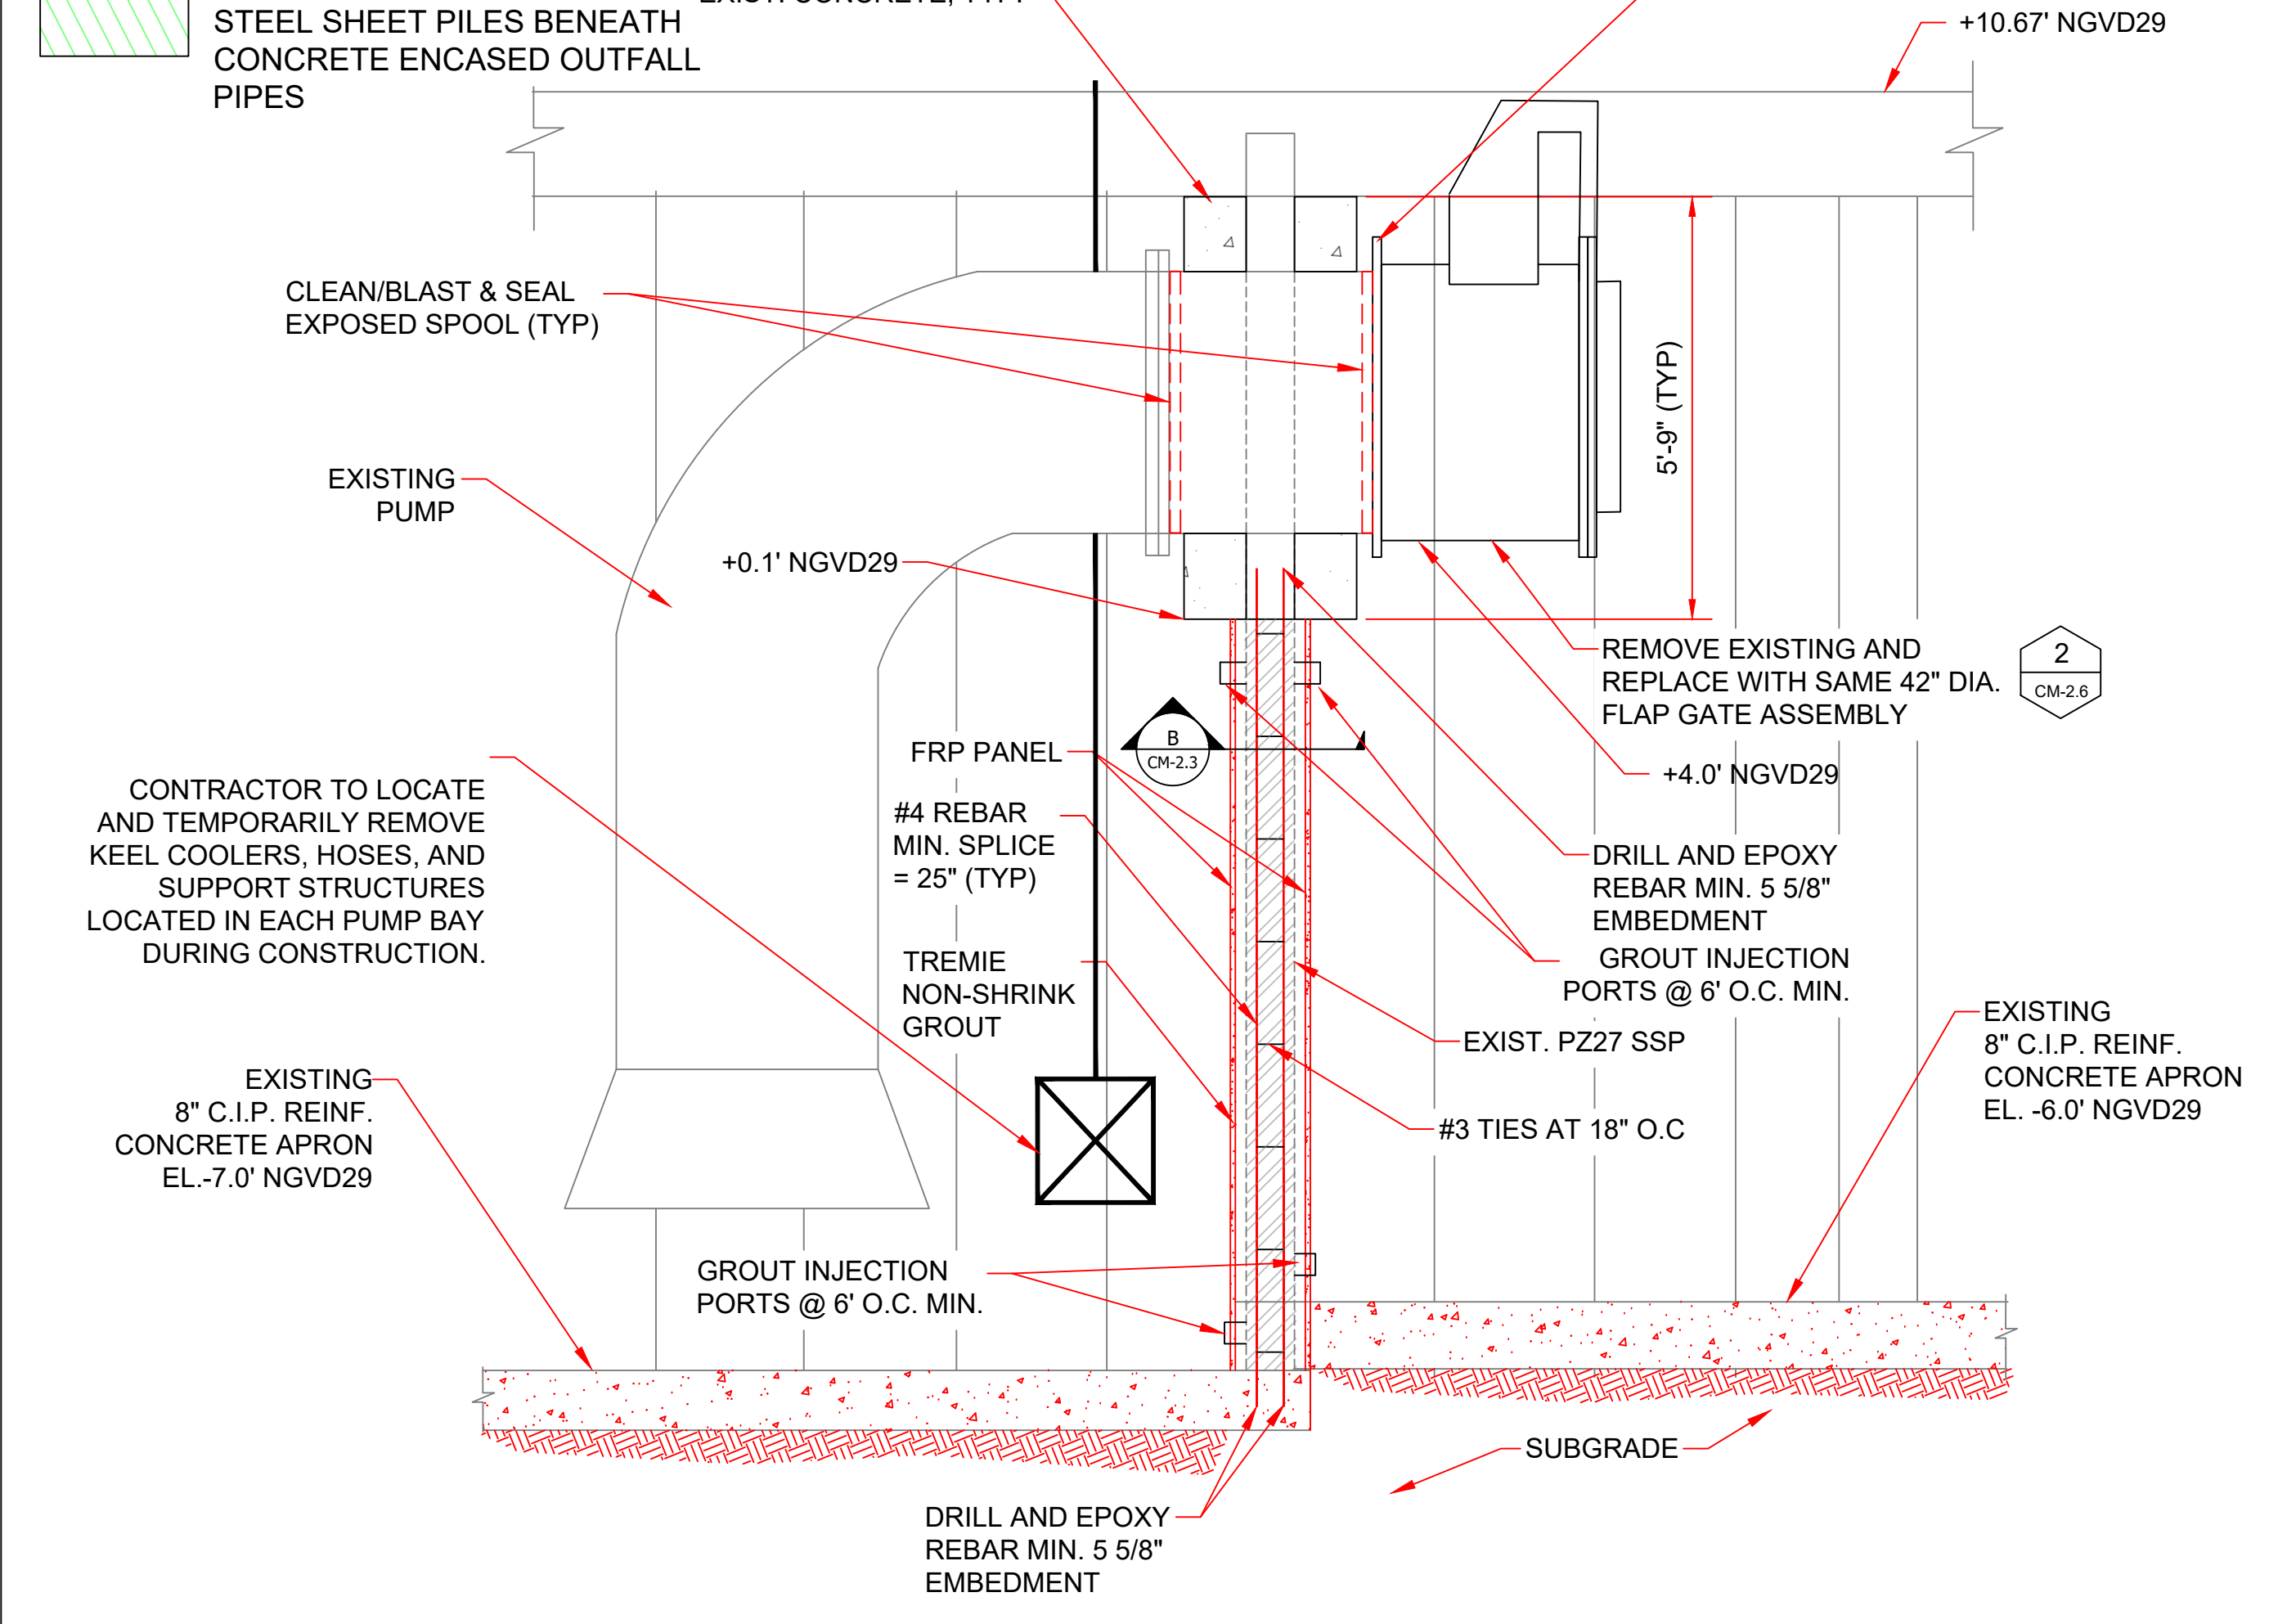 STEEL SHEET PILES BENEATH
CONCRETE ENCASED OUTFALL
PIPES
+10.67' NGVD29
CLEAN/BLAST & SEAL
EXPOSED SPOOL (TYP)
5'-9" (TYP)
EXISTING
PUMP
+0.1' NGVD29
REMOVE EXISTING AND
REPLACE WITH SAME 42" DIA.
FLAP GATE ASSEMBLY
2
CM-2.6
B
CM-2.3
FRP PANEL
+4.0' NGVD29
CONTRACTOR TO LOCATE
AND TEMPORARILY REMOVE
KEEL COOLERS, HOSES, AND
SUPPORT STRUCTURES
LOCATED IN EACH PUMP BAY
DURING CONSTRUCTION.
#4 REBAR
MIN. SPLICE
= 25" (TYP)
DRILL AND EPOXY
REBAR MIN. 5 5/8"
EMBEDMENT
TREMIE
NON-SHRINK
GROUT
GROUT INJECTION
PORTS @ 6' O.C. MIN.
EXIST. PZ27 SSP
EXISTING
8" C.I.P. REINF.
CONCRETE APRON
EL. -6.0' NGVD29
EXISTING
8" C.I.P. REINF.
CONCRETE APRON
EL.-7.0' NGVD29
#3 TIES AT 18" O.C
GROUT INJECTION
PORTS @ 6' O.C. MIN.
SUBGRADE
DRILL AND EPOXY
REBAR MIN. 5 5/8"
EMBEDMENT